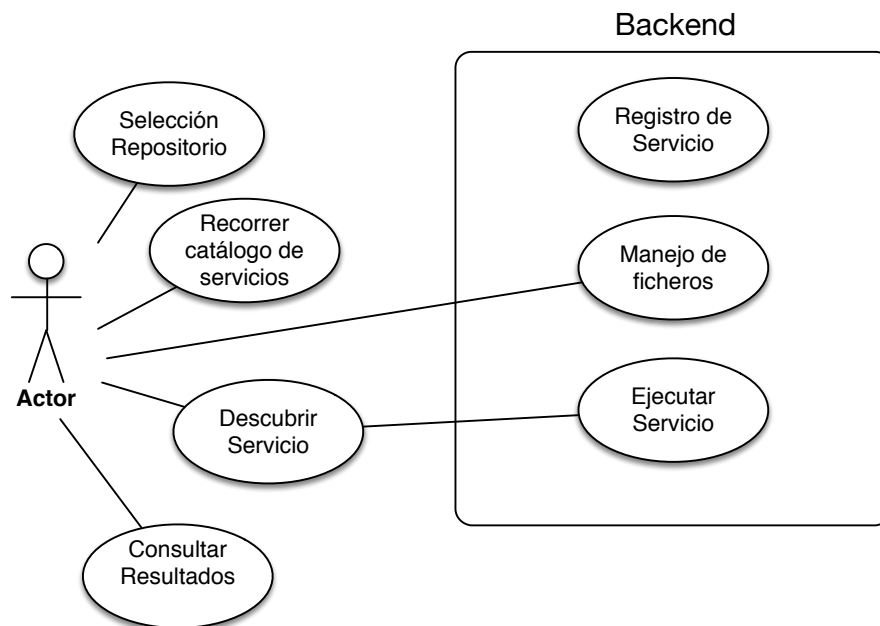 Backend
Selección
Repositorio
Registro de
Servicio
Recorrer
catálogo de
servicios
Manejo de
ficheros
Actor
Descubrir
Servicio
Ejecutar
Servicio
Consultar
Resultados